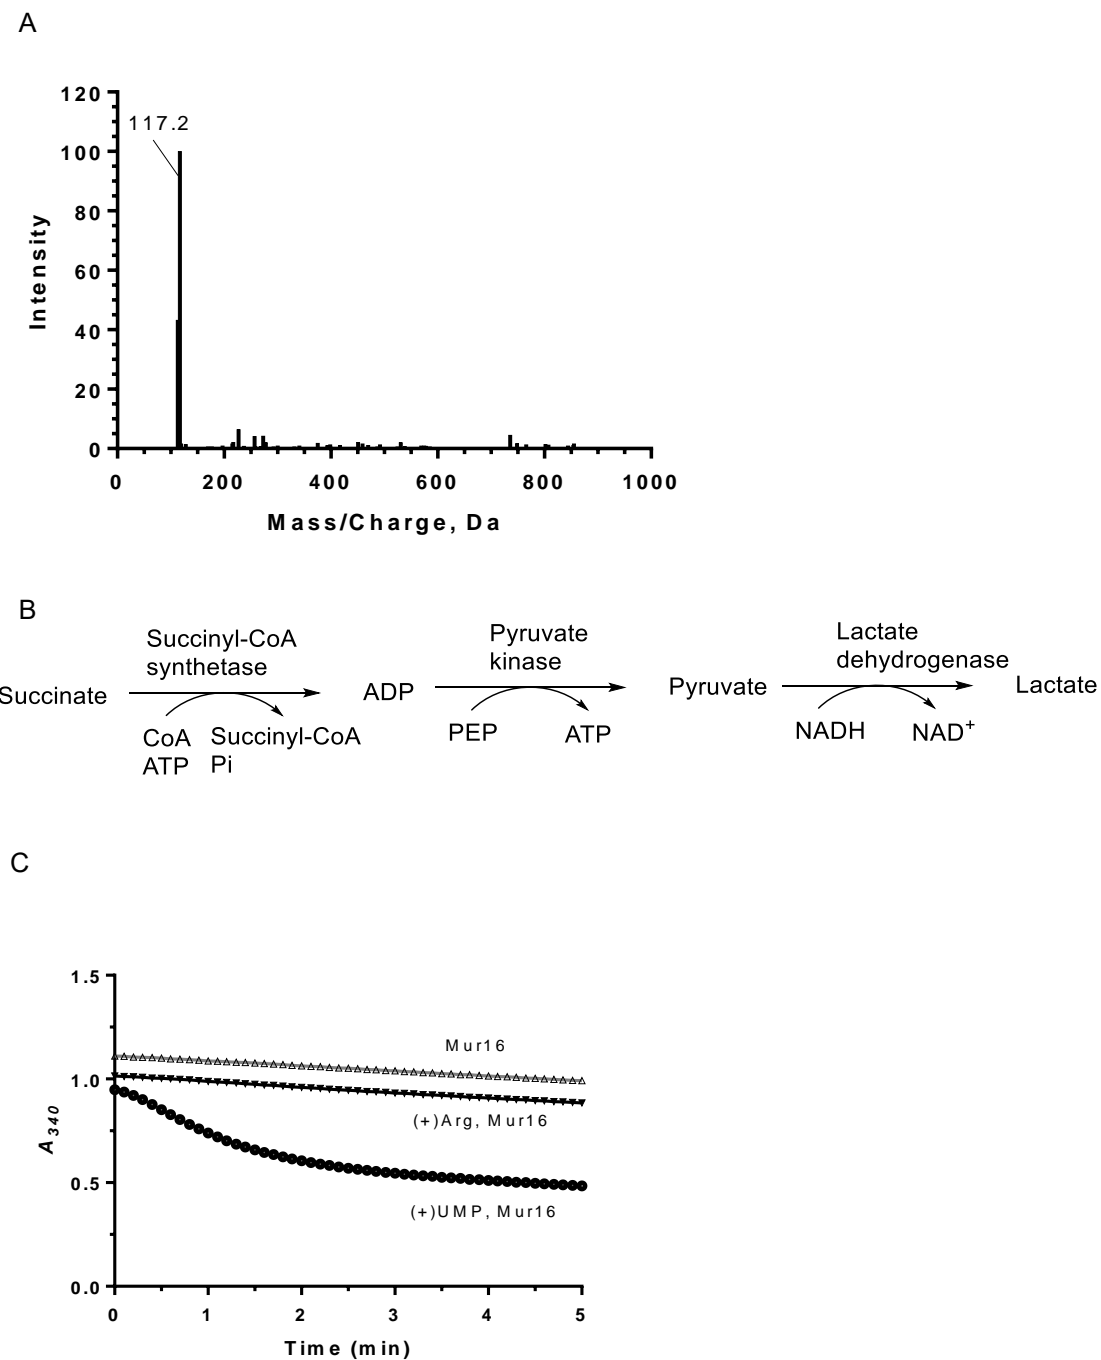 A
120
117.2
100
80
60
40
20
0
Intensity
0 200 400 600 800 1000
Mass/Charge, Da
B
Succinyl-CoA
synthetase
Pyruvate
kinase
Lactate
dehydrogenase
Succinate
ADP
Pyruvate
Lactate
CoA
ATP
Succinyl-CoA
Pi
PEP
ATP
NADH
NAD+
C
1.5
1.0
0.5
0.0
A340
Mur16
(+)Arg, Mur16
(+)UMP, Mur16
0 1 2 3 4 5
Time (min)